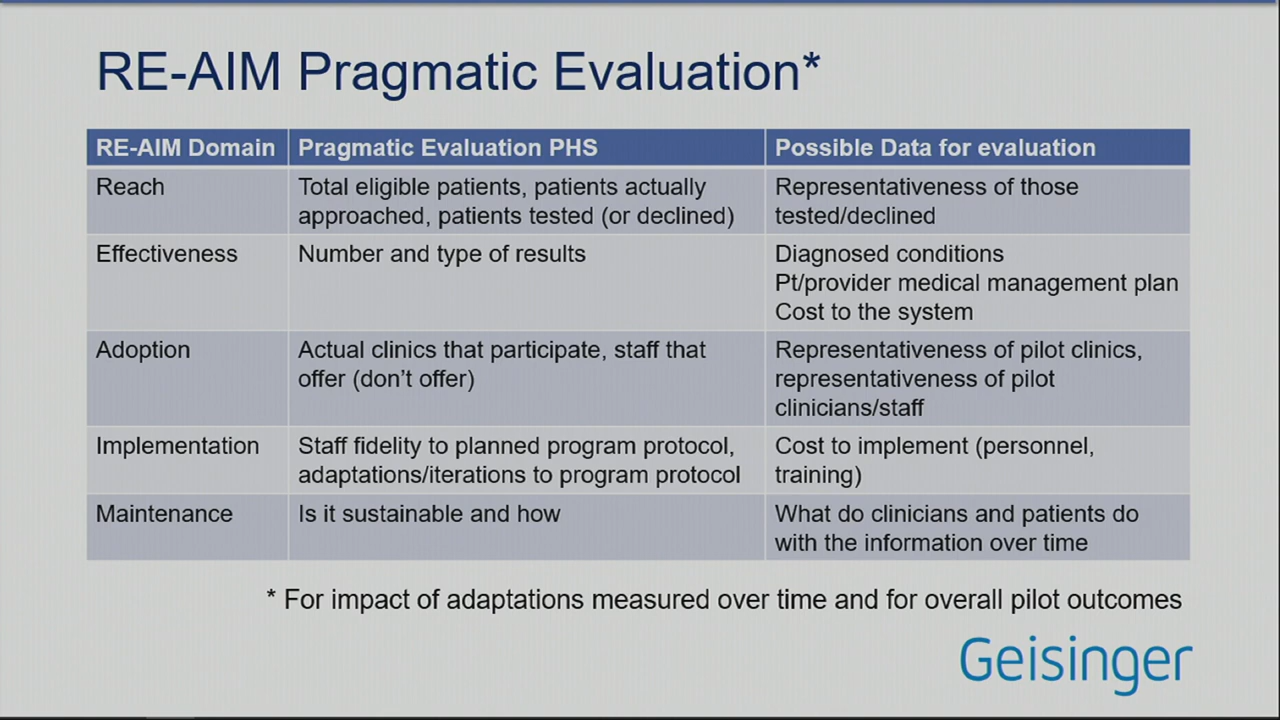 RE-AIM Pragmatic Evaluation*
RE-AIM Domain
Pragmatic Evaluation PHS
Possible Data for evaluation
Reach
Total eligible patients, patients actually
approached, patients tested (or declined)
Representativeness of those
tested/declined
Effectiveness
Number and type of results
Diagnosed conditions
Pt/provider medical management plan
Cost to the system
Adoption
Actual clinics that participate, staff that
offer (don’t offer)
Representativeness of pilot clinics,
representativeness of pilot
clinicians/staff
Implementation
Staff fidelity to planned program protocol,
adaptations/iterations to program protocol
Cost to implement (personnel,
training)
Maintenance
Is it sustainable and how
What do clinicians and patients do
with the information over time
* For impact of adaptations measured over time and for overall pilot outcomes
Geisinger